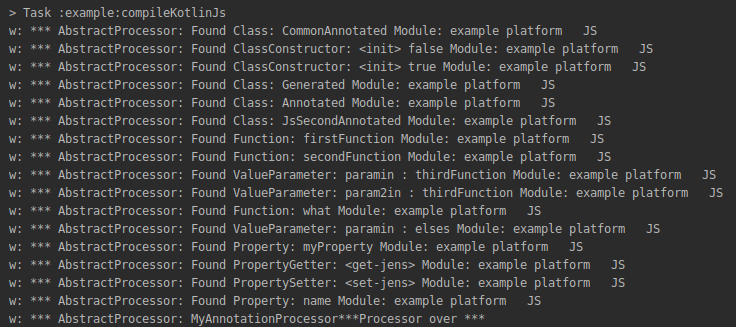 > Task :example:compileKotlinJs
w: *** AbstractProcessor: Found Class: CommonAnnotated Module: example platform   JS
w: *** AbstractProcessor: Found ClassConstructor: <init> false Module: example platform   JS
w: *** AbstractProcessor: Found ClassConstructor: <init> true Module: example platform   JS
w: *** AbstractProcessor: Found Class: Generated Module: example platform   JS
w: *** AbstractProcessor: Found Class: Annotated Module: example platform   JS
w: *** AbstractProcessor: Found Class: JsSecondAnnotated Module: example platform   JS
w: *** AbstractProcessor: Found Function: firstFunction Module: example platform   JS
w: *** AbstractProcessor: Found Function: secondFunction Module: example platform   JS
w: *** AbstractProcessor: Found ValueParameter: paramin : thirdFunction Module: example platform   JS
w: *** AbstractProcessor: Found ValueParameter: param2in : thirdFunction Module: example platform   JS
w: *** AbstractProcessor: Found Function: what Module: example platform   JS
w: *** AbstractProcessor: Found ValueParameter: paramin : elses Module: example platform   JS
w: *** AbstractProcessor: Found Property: myProperty Module: example platform   JS
w: *** AbstractProcessor: Found PropertyGetter: <get-jens> Module: example platform   JS
w: *** AbstractProcessor: Found PropertySetter: <set-jens> Module: example platform   JS
w: *** AbstractProcessor: Found Property: name Module: example platform   JS
w: *** AbstractProcessor: MyAnnotationProcessor***Processor over ***